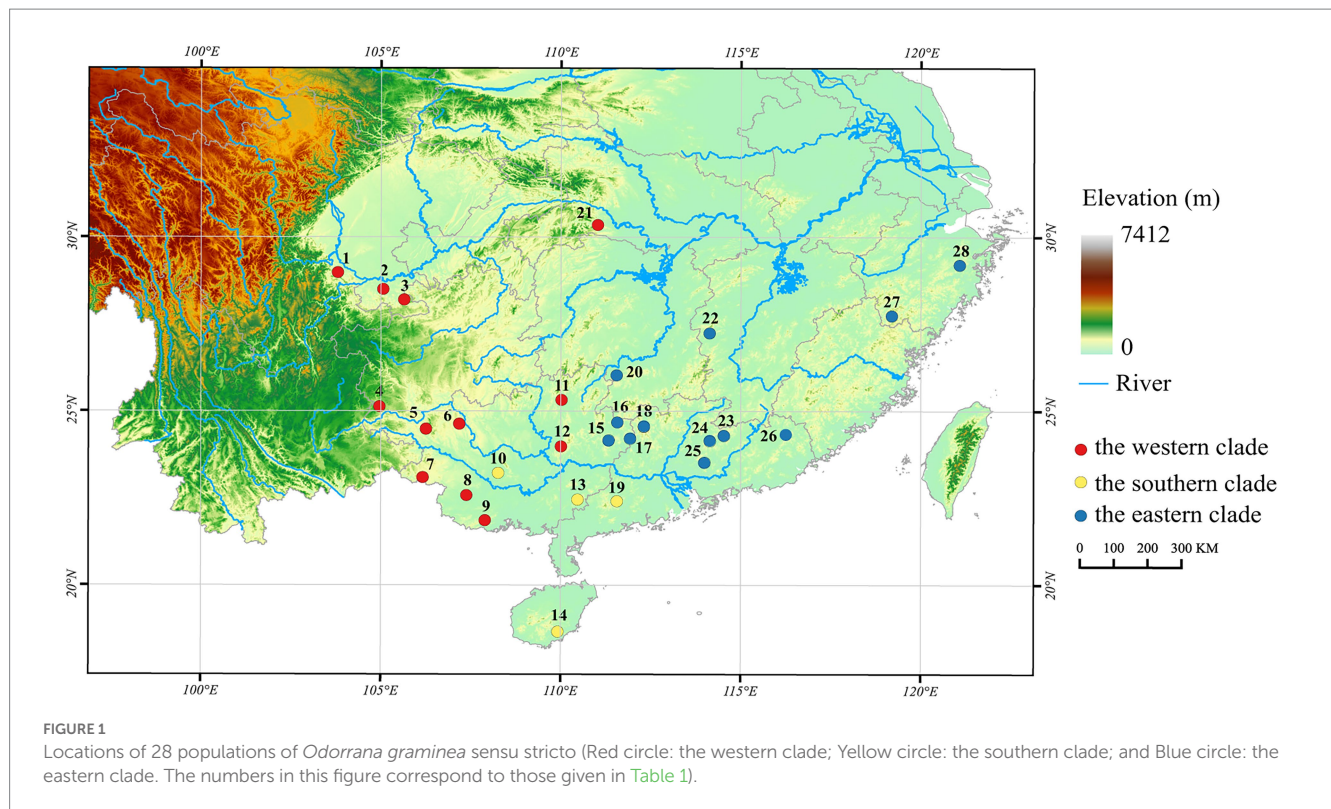 100°E 105°E 110°E 115°E 120°E
30°N 30°N
25°N 25°N
20°N 20°N
21
1
2
3
28
27
22
20
4
11
5
6
16
18
15
17
12
24
23
26
25
7
10
8
13
19
9
14
100°E 105°E 110°E 115°E 120°E
Elevation (m)
7412
0
River
the western clade
the southern clade
the eastern clade
0 100 200 300 KM
FIGURE 1
Locations of 28 populations of Odorrana graminea sensu stricto (Red circle: the western clade; Yellow circle: the southern clade; and Blue circle: the
eastern clade. The numbers in this figure correspond to those given in Table 1).